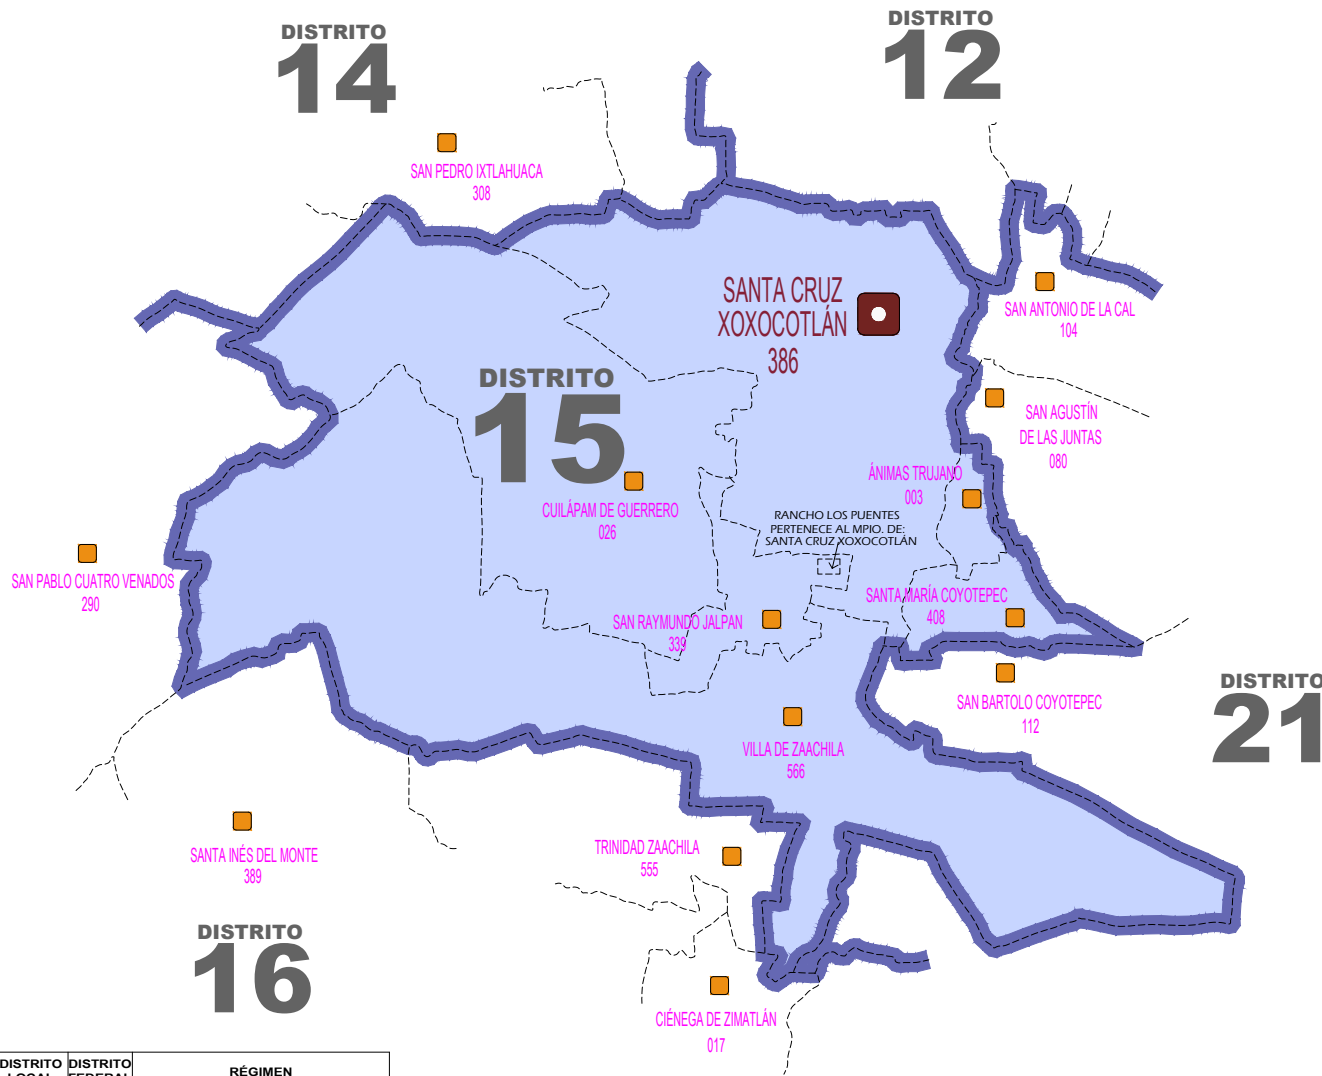 DISTRITO
14
DISTRITO
12
SAN PEDRO IXTLAHUACA
308
SANTA CRUZ
XOXOCOTLÁN
386
SAN ANTONIO DE LA CAL
104
DISTRITO
15
SAN AGUSTÍN
DE LAS JUNTAS
080
ÁNIMAS TRUJANO
003
CUILÁPAM DE GUERRERO
026
RANCHO LOS PUENTES
PERTENECE AL MPIO. DE:
SANTA CRUZ XOXOCOTLÁN
SAN PABLO CUATRO VENADOS
290
SANTA MARÍA COYOTEPEC
408
SAN RAYMUNDO JALPAN
339
DISTRITO
21
SAN BARTOLO COYOTEPEC
112
VILLA DE ZAACHILA
566
TRINIDAD ZAACHILA
555
SANTA INÉS DEL MONTE
389
DISTRITO
16
CIÉNEGA DE ZIMATLÁN
017
DISTRITO
LOCAL
DISTRITO
FEDERAL
RÉGIMEN